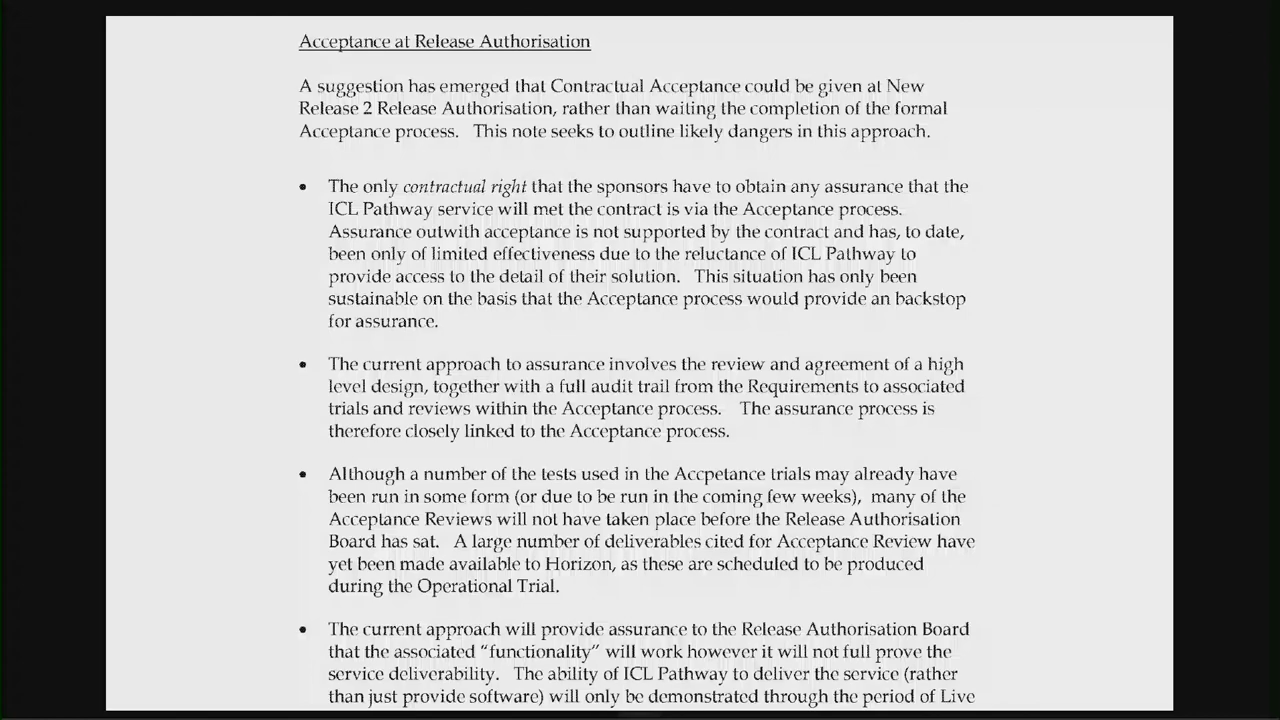 Acceptance at Release Authorisation
A suggestion has emerged that Contractual Acceptance could be given at New
Release 2 Release Authorisation, rather than waiting the completion of the formal
Acceptance process. This note seeks to outline likely dangers in this approach.
• The only contractual right that the sponsors have to obtain any assurance that the
ICL Pathway service will met the contract is via the Acceptance process.
Assurance outwith acceptance is not supported by the contract and has, to date,
been only of limited effectiveness due to the reluctance of ICL Pathway to
provide access to the detail of their solution. This situation has only been
sustainable on the basis that the Acceptance process would provide an backstop
for assurance.
• The current approach to assurance involves the review and agreement of a high
level design, together with a full audit trail from the Requirements to associated
trials and reviews within the Acceptance process. The assurance process is
therefore closely linked to the Acceptance process.
• Although a number of the tests used in the Accpetance trials may already have
been run in some form (or due to be run in the coming few weeks), many of the
Acceptance Reviews will not have taken place before the Release Authorisation
Board has sat. A large number of deliverables cited for Acceptance Review have
yet been made available to Horizon, as these are scheduled to be produced
during the Operational Trial.
• The current approach will provide assurance to the Release Authorisation Board
that the associated “functionality” will work however it will not full prove the
service deliverability. The ability of ICL Pathway to deliver the service (rather
than just provide software) will only be demonstrated through the period of Live